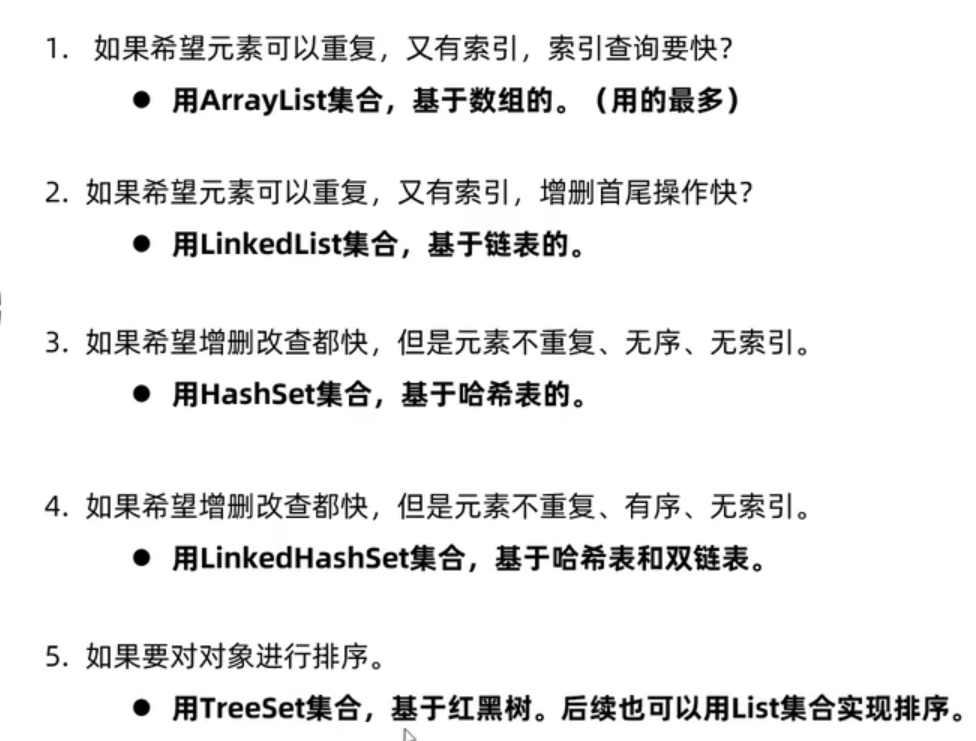 1. 如果希望元素可以重复，又有索引，索引查询要快？
● 用ArrayList集合，基于数组的。（用的最多）
2. 如果希望元素可以重复，又有索引，增删首尾操作快？
● 用LinkedList集合，基于链表的。
3. 如果希望增删改查都快，但是元素不重复、无序、无索引。
● 用HashSet集合，基于哈希表的。
4. 如果希望增删改查都快，但是元素不重复、有序、无索引。
● 用LinkedHashSet集合，基于哈希表和双链表。
5. 如果要对对象进行排序。
● 用TreeSet集合，基于红黑树。后续也可以用List集合实现排序。